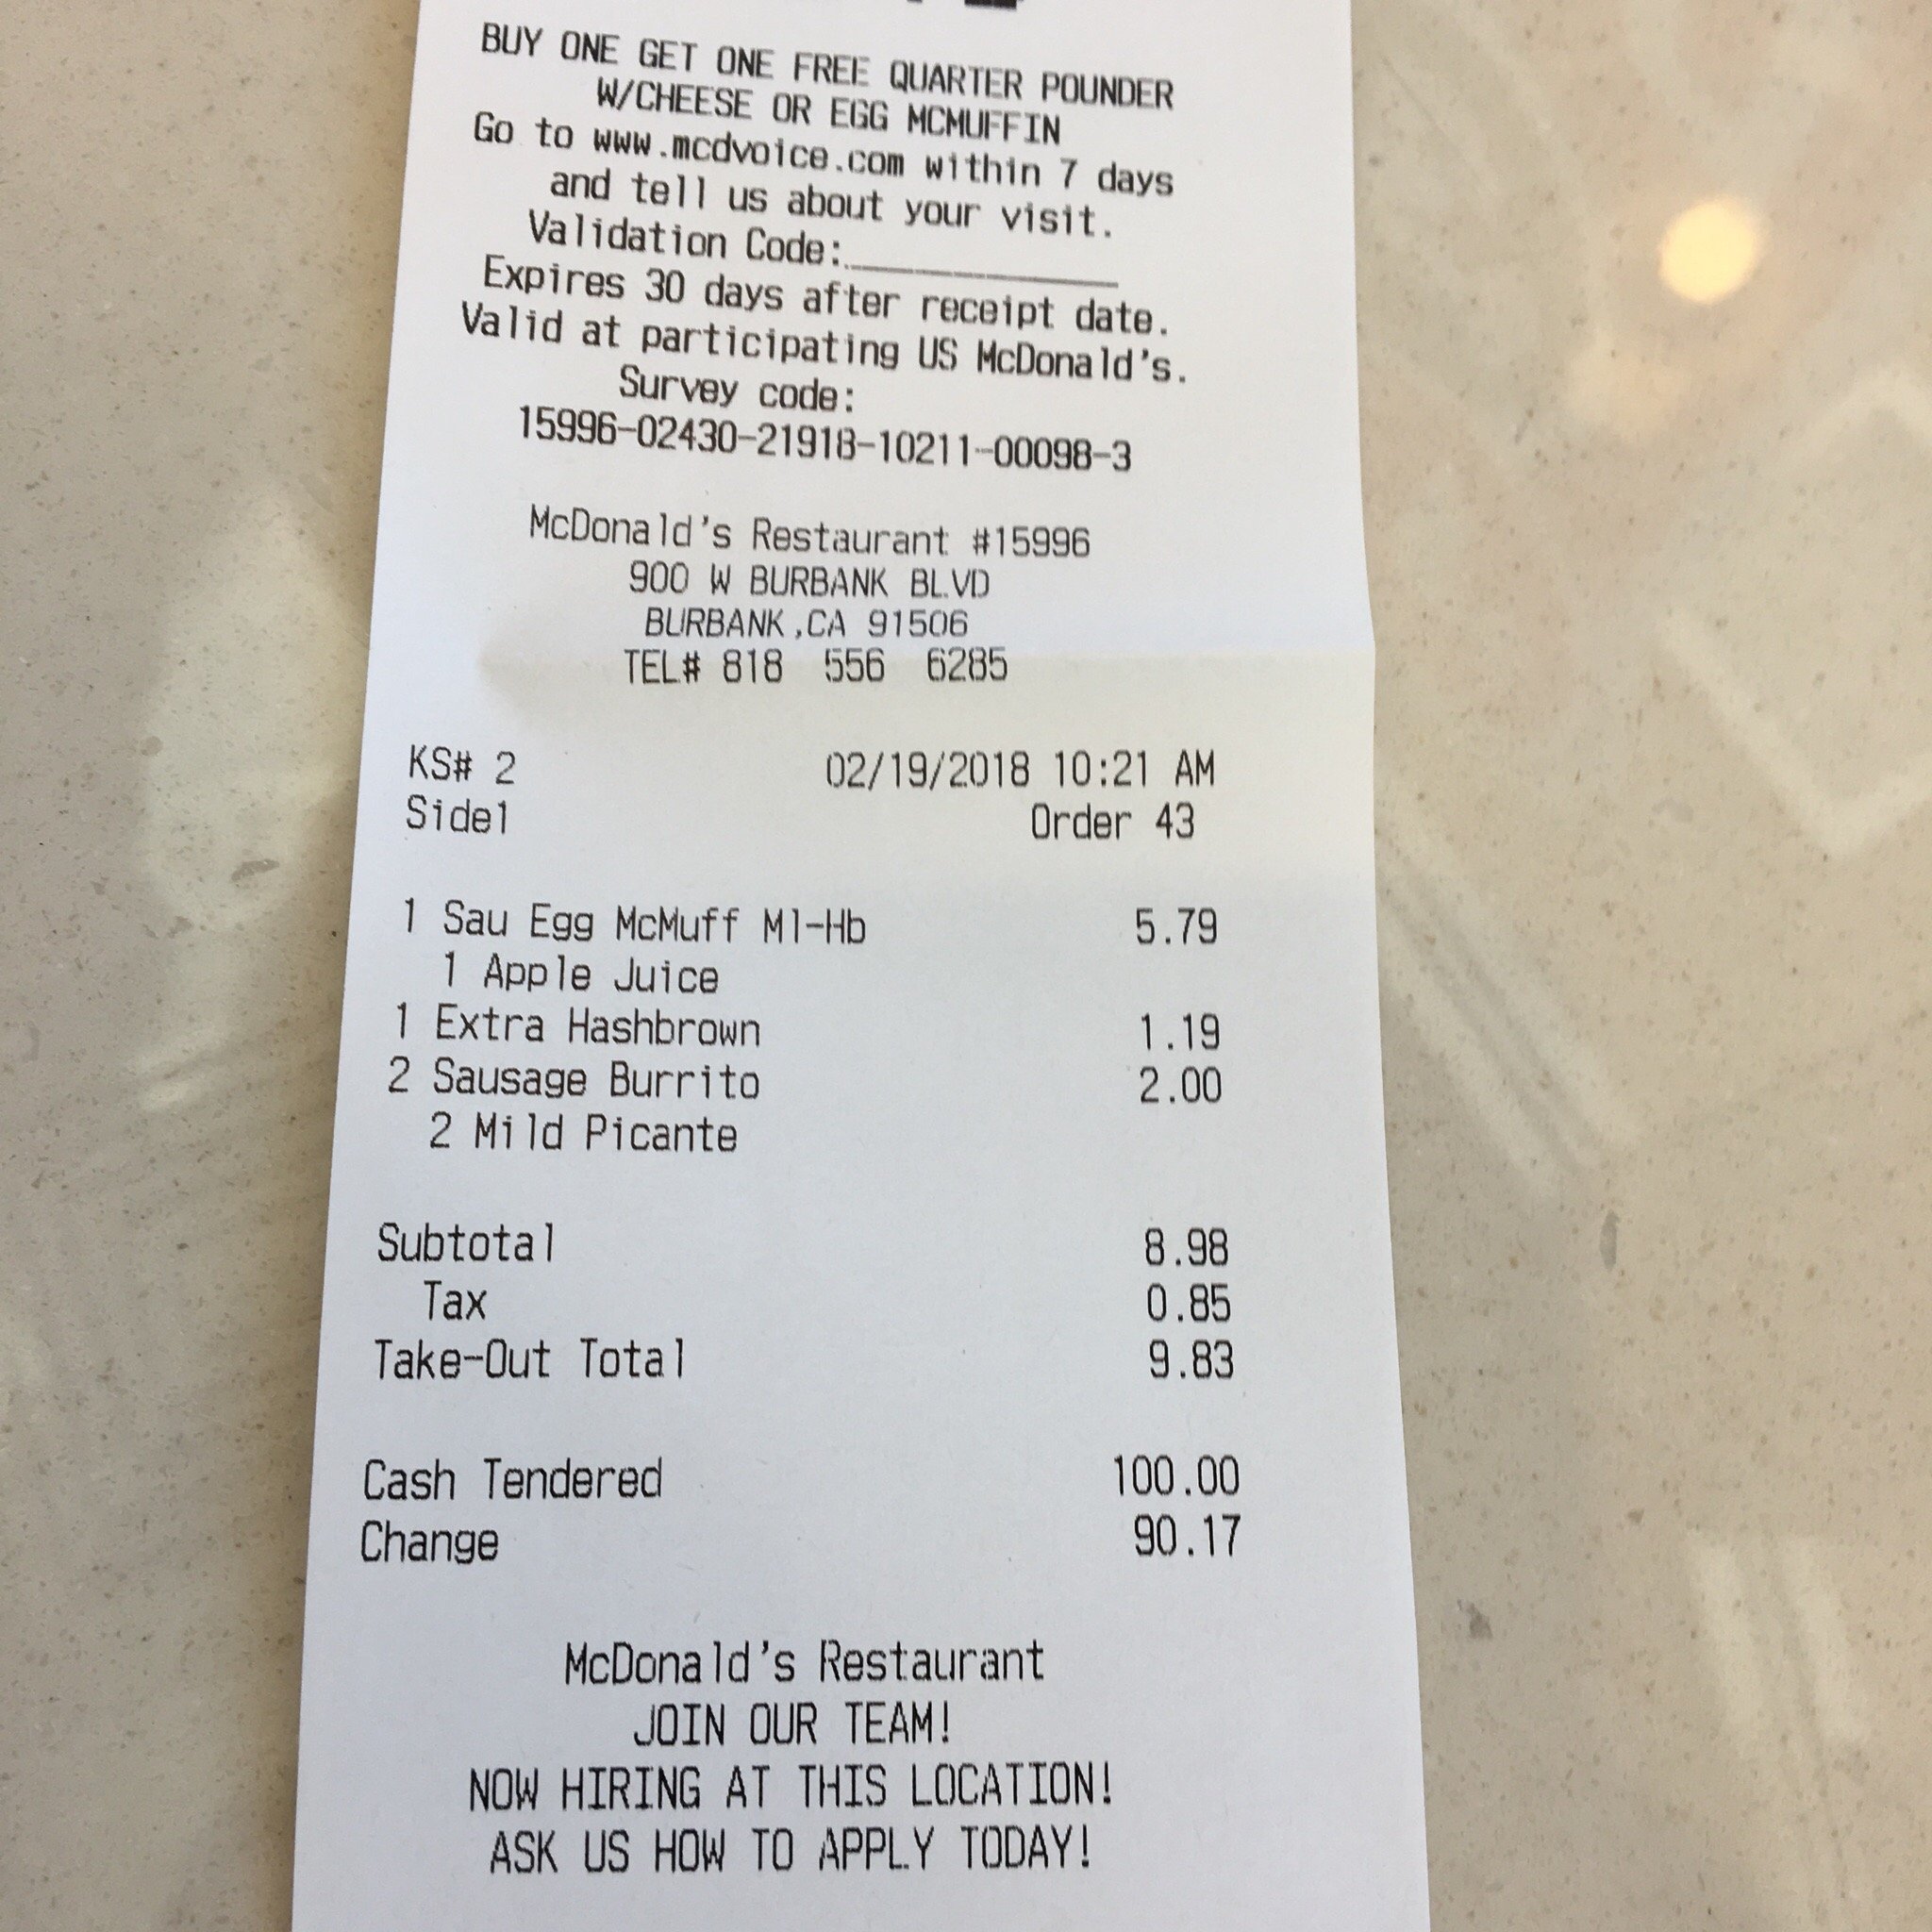 BUY ONE GET ONE FREE QUARTER POUNDER
W/CHEESE OR EGG MCMUFFIN
Go to www.mcdvoice.com within 7 days
and tell us about your visit.
Validation Code:____________
Expires 30 days after receipt date.
Valid at participating US McDonald's.
Survey code:
15996-02430-21918-10211-00098-3
McDonald's Restaurant #15996
900 W BURBANK BLVD
BURBANK,CA 91506
TEL# 818 556 6285
KS# 2 02/19/2018 10:21 AM
Side1 Order 43
1 Sau Egg McMuff Ml-Hb 5.79
1 Apple Juice
1 Extra Hashbrown 1.19
2 Sausage Burrito 2.00
2 Mild Picante
Subtotal 8.98
Tax 0.85
Take-Out Total 9.83
Cash Tendered 100.00
Change 90.17
McDonald's Restaurant
JOIN OUR TEAM!
NOW HIRING AT THIS LOCATION!
ASK US HOW TO APPLY TODAY!